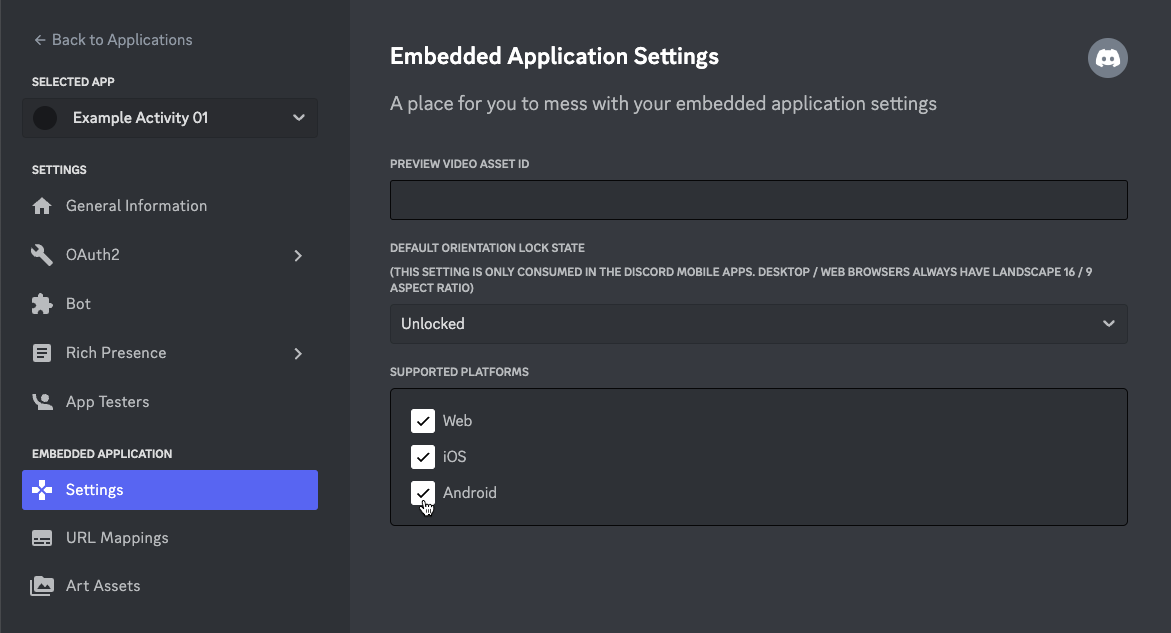 ← Back to Applications
SELECTED APP
Example Activity 01
SETTINGS
General Information
OAuth2
Bot
Rich Presence
App Testers
EMBEDDED APPLICATION
Settings
URL Mappings
Art Assets
Embedded Application Settings
A place for you to mess with your embedded application settings
PREVIEW VIDEO ASSET ID
DEFAULT ORIENTATION LOCK STATE
(THIS SETTING IS ONLY CONSUMED IN THE DISCORD MOBILE APPS. DESKTOP / WEB BROWSERS ALWAYS HAVE LANDSCAPE 16 / 9
ASPECT RATIO)
Unlocked
SUPPORTED PLATFORMS
Web
iOS
Android